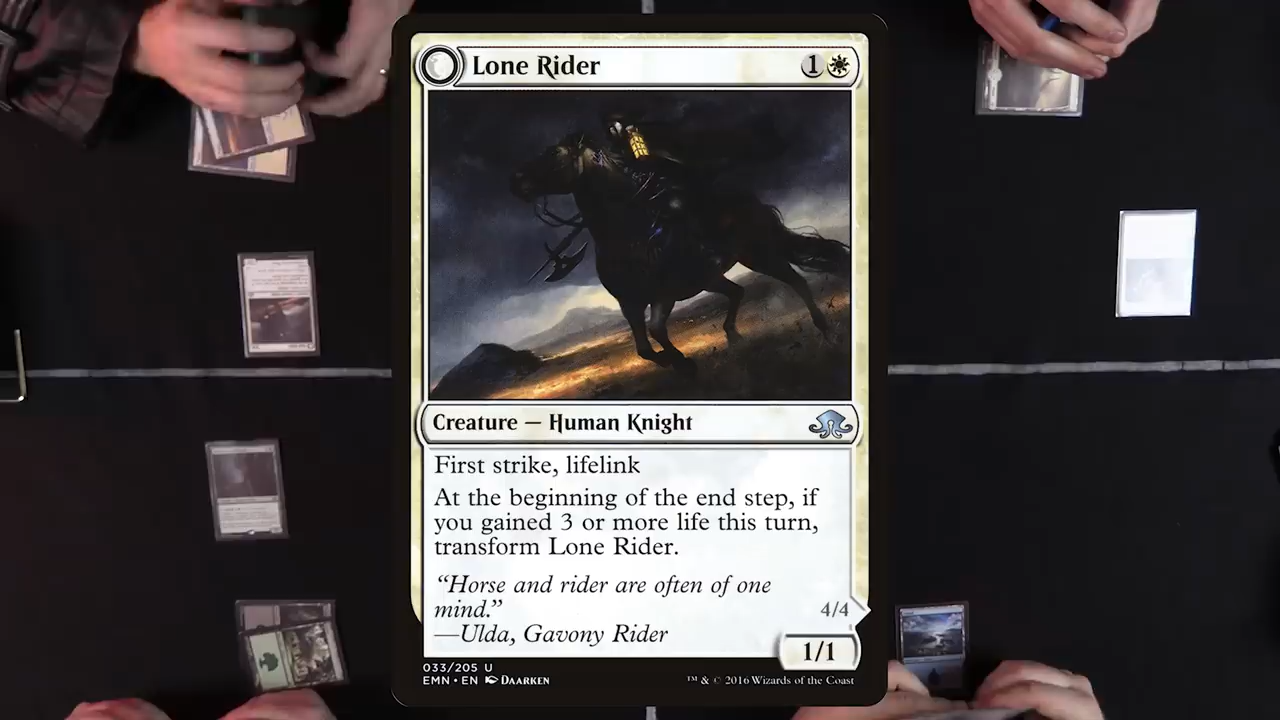 Lone Rider 1
Creature — Human Knight
First strike, lifelink
At the beginning of the end step, if
you gained 3 or more life this turn,
transform Lone Rider.
“Horse and rider are often of one
mind.”
—Ulda, Gavony Rider
4/4
1/1
033/205 U
EMN • EN DAARKEN
™ & © 2016 Wizards of the Coast